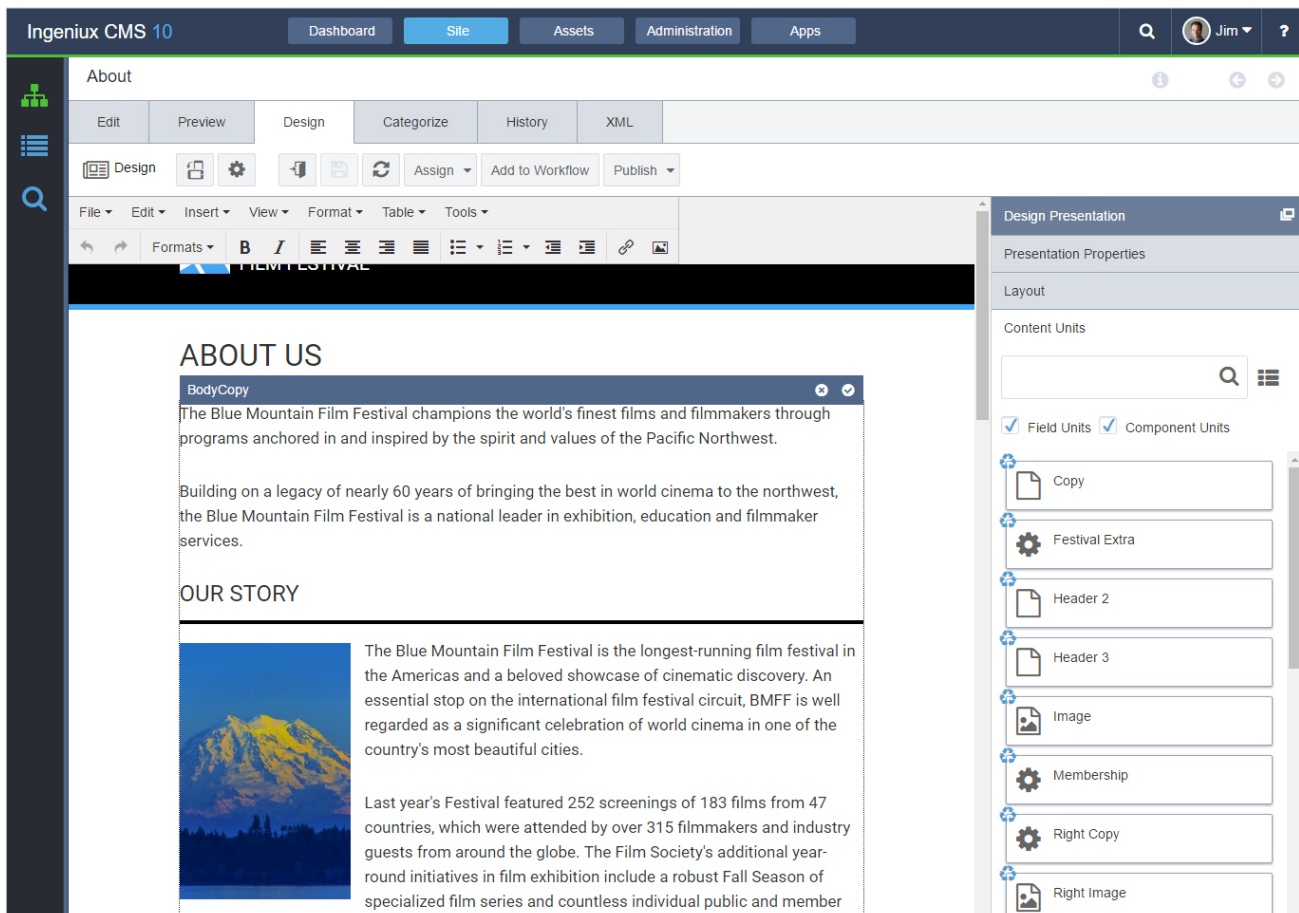 Ingeniux CMS 10
Dashboard
Site
Assets
Administration
Apps
Jim
?
About
Edit
Preview
Design
Categorize
History
XML
Design
Assign
Add to Workflow
Publish
File
Edit
Insert
View
Format
Table
Tools
Formats
B
I
FILM FESTIVAL
ABOUT US
BodyCopy
The Blue Mountain Film Festival champions the world's finest films and filmmakers through
programs anchored in and inspired by the spirit and values of the Pacific Northwest.
Building on a legacy of nearly 60 years of bringing the best in world cinema to the northwest,
the Blue Mountain Film Festival is a national leader in exhibition, education and filmmaker
services.
OUR STORY
The Blue Mountain Film Festival is the longest-running film festival in
the Americas and a beloved showcase of cinematic discovery. An
essential stop on the international film festival circuit, BMFF is well
regarded as a significant celebration of world cinema in one of the
country's most beautiful cities.
Last year's Festival featured 252 screenings of 183 films from 47
countries, which were attended by over 315 filmmakers and industry
guests from around the globe. The Film Society's additional year-
round initiatives in film exhibition include a robust Fall Season of
specialized film series and countless individual public and member
Design Presentation
Presentation Properties
Layout
Content Units
Field Units
Component Units
Copy
Festival Extra
Header 2
Header 3
Image
Membership
Right Copy
Right Image